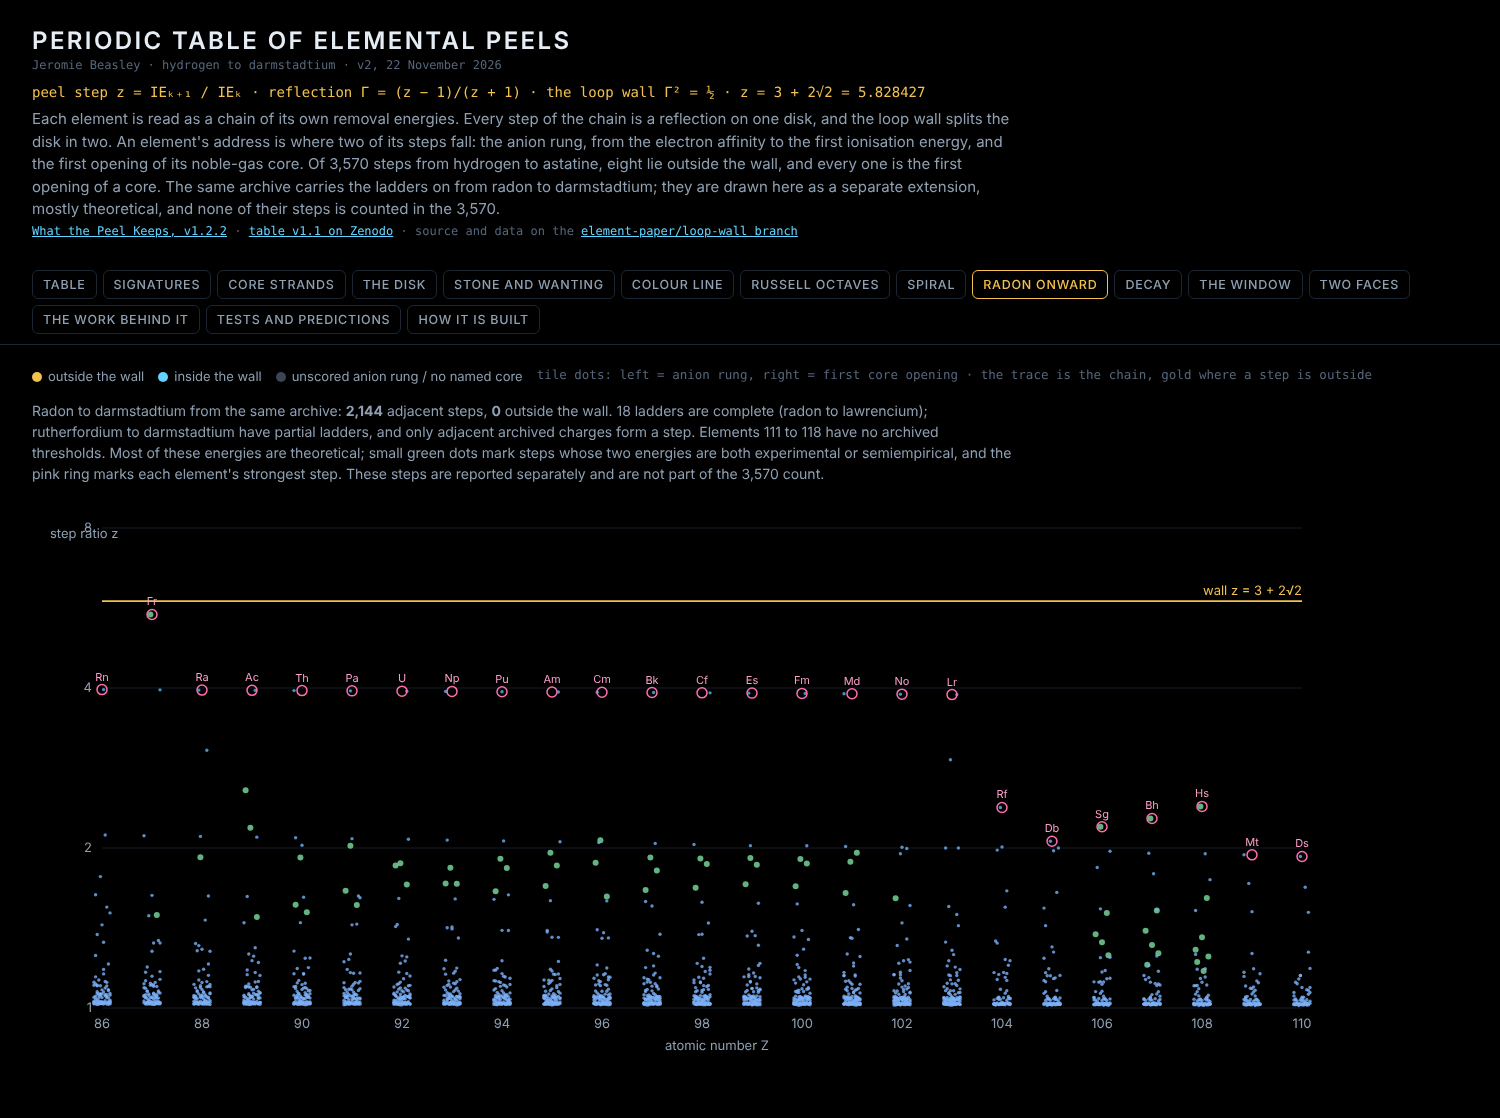 PERIODIC TABLE OF ELEMENTAL PEELS
Jeromie Beasley · hydrogen to darmstadtium · v2, 22 November 2026
peel step z = IEₖ₊₁ / IEₖ · reflection Γ = (z − 1)/(z + 1) · the loop wall Γ² = ½ · z = 3 + 2√2 = 5.828427
Each element is read as a chain of its own removal energies. Every step of the chain is a reflection on one disk, and the loop wall splits the
disk in two. An element's address is where two of its steps fall: the anion rung, from the electron affinity to the first ionisation energy, and
the first opening of its noble-gas core. Of 3,570 steps from hydrogen to astatine, eight lie outside the wall, and every one is the first
opening of a core. The same archive carries the ladders on from radon to darmstadtium; they are drawn here as a separate extension,
mostly theoretical, and none of their steps is counted in the 3,570.
What the Peel Keeps, v1.2.2 · table v1.1 on Zenodo · source and data on the element-paper/loop-wall branch
TABLE SIGNATURES CORE STRANDS THE DISK STONE AND WANTING COLOUR LINE RUSSELL OCTAVES SPIRAL RADON ONWARD DECAY THE WINDOW TWO FACES
THE WORK BEHIND IT TESTS AND PREDICTIONS HOW IT IS BUILT
outside the wall inside the wall unscored anion rung / no named core tile dots: left = anion rung, right = first core opening · the trace is the chain, gold where a step is outside
Radon to darmstadtium from the same archive: 2,144 adjacent steps, 0 outside the wall. 18 ladders are complete (radon to lawrencium);
rutherfordium to darmstadtium have partial ladders, and only adjacent archived charges form a step. Elements 111 to 118 have no archived
thresholds. Most of these energies are theoretical; small green dots mark steps whose two energies are both experimental or semiempirical, and the
pink ring marks each element's strongest step. These steps are reported separately and are not part of the 3,570 count.
8
step ratio z
wall z = 3 + 2√2
Fr
Rn Ra Ac Th Pa U Np Pu Am Cm Bk Cf Es Fm Md No Lr
4
Rf Db Sg Bh Hs Mt Ds
2
1
86 88 90 92 94 96 98 100 102 104 106 108 110
atomic number Z